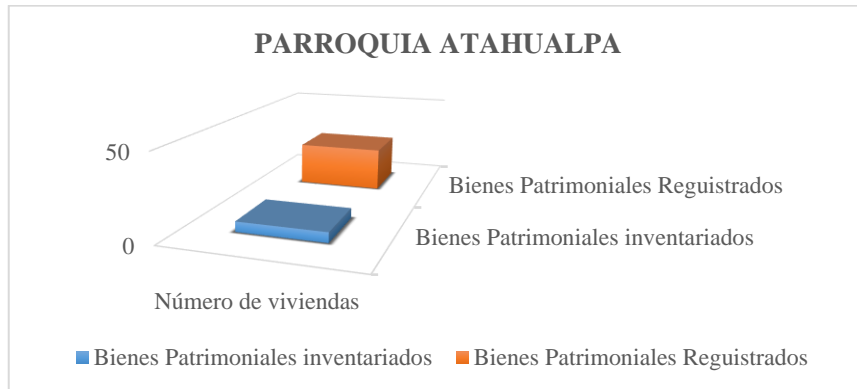 PARROQUIA ATAHUALPA
50
0
Bienes Patrimoniales Reguistrados
Bienes Patrimoniales inventariados
Número de viviendas
Bienes Patrimoniales inventariados Bienes Patrimoniales Reguistrados